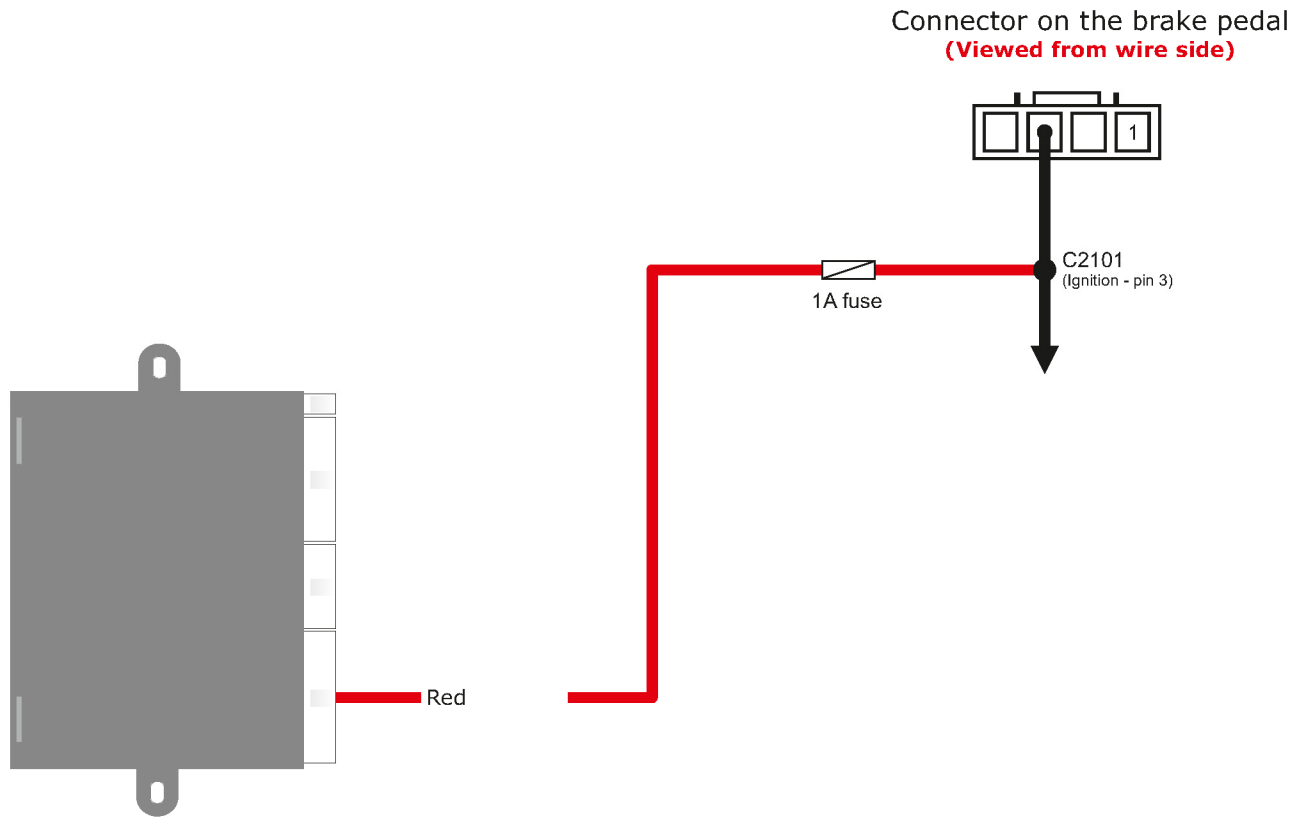 Connector on the brake pedal
(Viewed from wire side)
1
C2101
(Ignition - pin 3)
1A fuse
Red